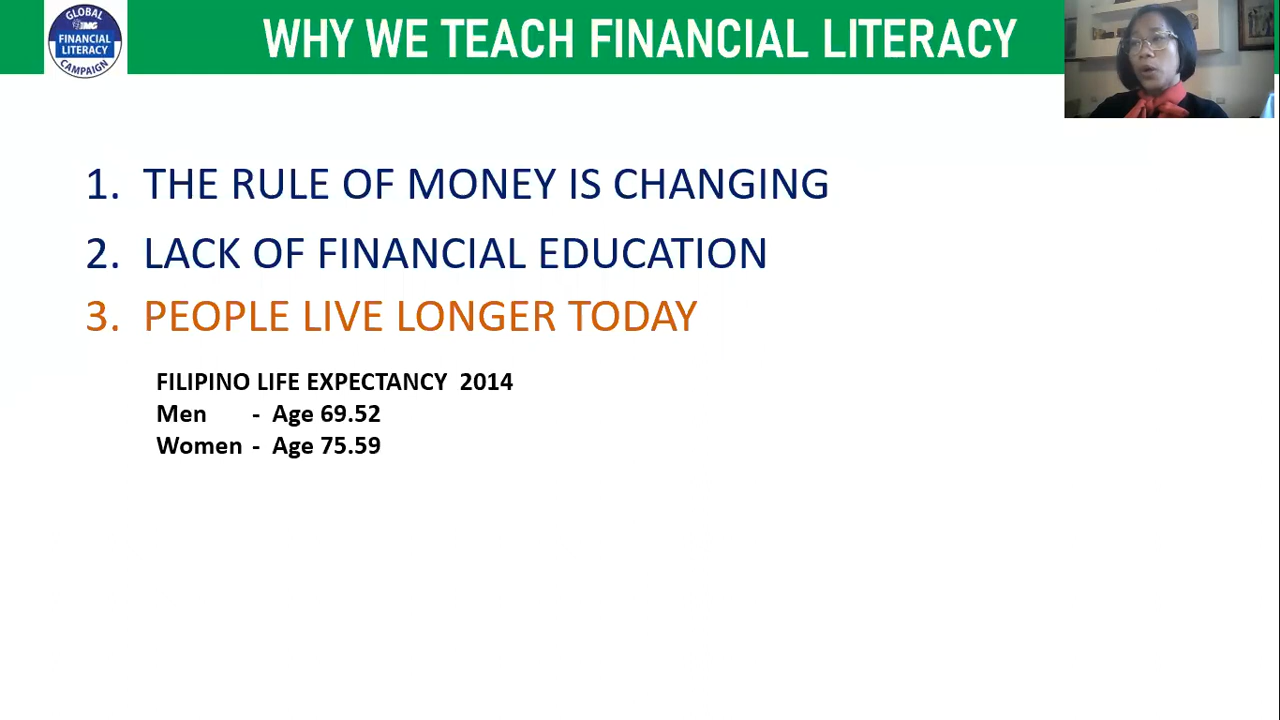 GLOBAL
IMG
FINANCIAL
LITERACY
CAMPAIGN
WHY WE TEACH FINANCIAL LITERACY
1. THE RULE OF MONEY IS CHANGING
2. LACK OF FINANCIAL EDUCATION
3. PEOPLE LIVE LONGER TODAY
FILIPINO LIFE EXPECTANCY 2014
Men - Age 69.52
Women - Age 75.59